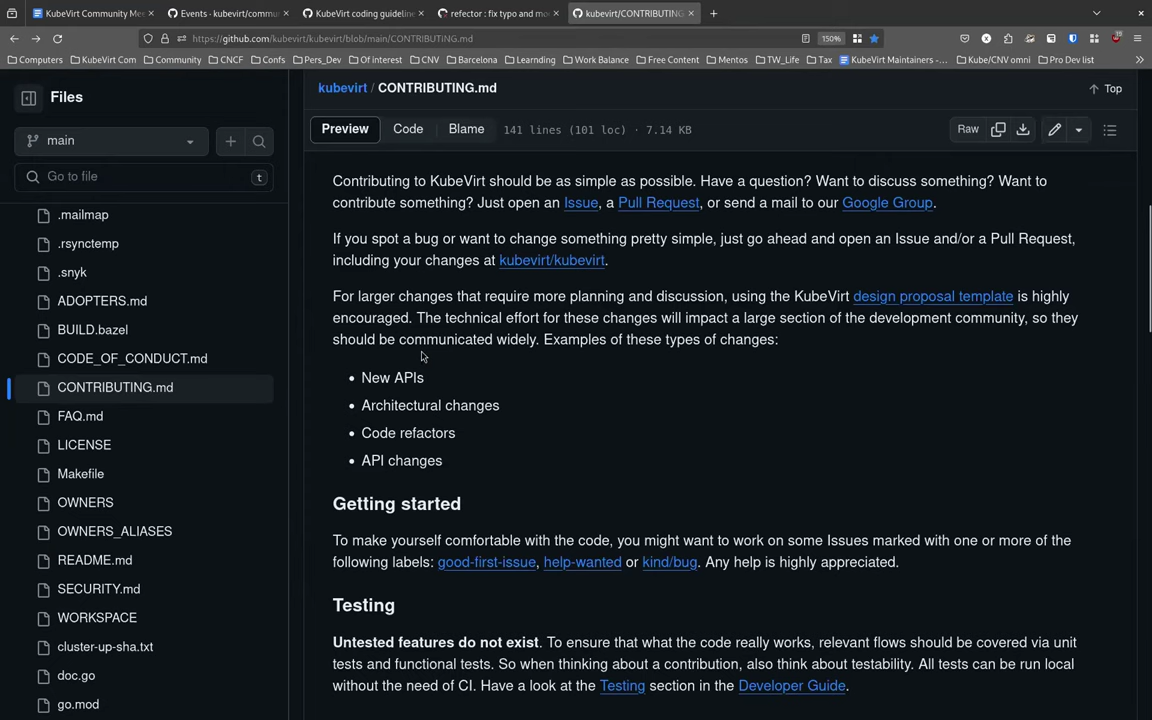 KubeVirt Community Mee
Events · kubevirt/commu
KubeVirt coding guideline
refactor : fix typo and mo
kubevirt/CONTRIBUTING.
https://github.com/kubevirt/kubevirt/blob/main/CONTRIBUTING.md
150%
Computers
KubeVirt Com
Community
CNCF
Confs
Pers_Dev
Of interest
CNV
Barcelona
Learnding
Work Balance
Free Content
Mentos
TW_Life
Tax
KubeVirt Maintainers -...
Kube/CNV omni
Pro Dev list
Files
main
Go to file
t
.mailmap
.rsynctemp
.snyk
ADOPTERS.md
BUILD.bazel
CODE_OF_CONDUCT.md
CONTRIBUTING.md
FAQ.md
LICENSE
Makefile
OWNERS
OWNERS_ALIASES
README.md
SECURITY.md
WORKSPACE
cluster-up-sha.txt
doc.go
go.mod
kubevirt / CONTRIBUTING.md
Top
Preview
Code
Blame
141 lines (101 loc) · 7.14 KB
Raw
Contributing to KubeVirt should be as simple as possible. Have a question? Want to discuss something? Want to
contribute something? Just open an Issue, a Pull Request, or send a mail to our Google Group.
If you spot a bug or want to change something pretty simple, just go ahead and open an Issue and/or a Pull Request,
including your changes at kubevirt/kubevirt.
For larger changes that require more planning and discussion, using the KubeVirt design proposal template is highly
encouraged. The technical effort for these changes will impact a large section of the development community, so they
should be communicated widely. Examples of these types of changes:
• New APIs
• Architectural changes
• Code refactors
• API changes
Getting started
To make yourself comfortable with the code, you might want to work on some Issues marked with one or more of the
following labels: good-first-issue, help-wanted or kind/bug. Any help is highly appreciated.
Testing
Untested features do not exist. To ensure that what the code really works, relevant flows should be covered via unit
tests and functional tests. So when thinking about a contribution, also think about testability. All tests can be run local
without the need of CI. Have a look at the Testing section in the Developer Guide.